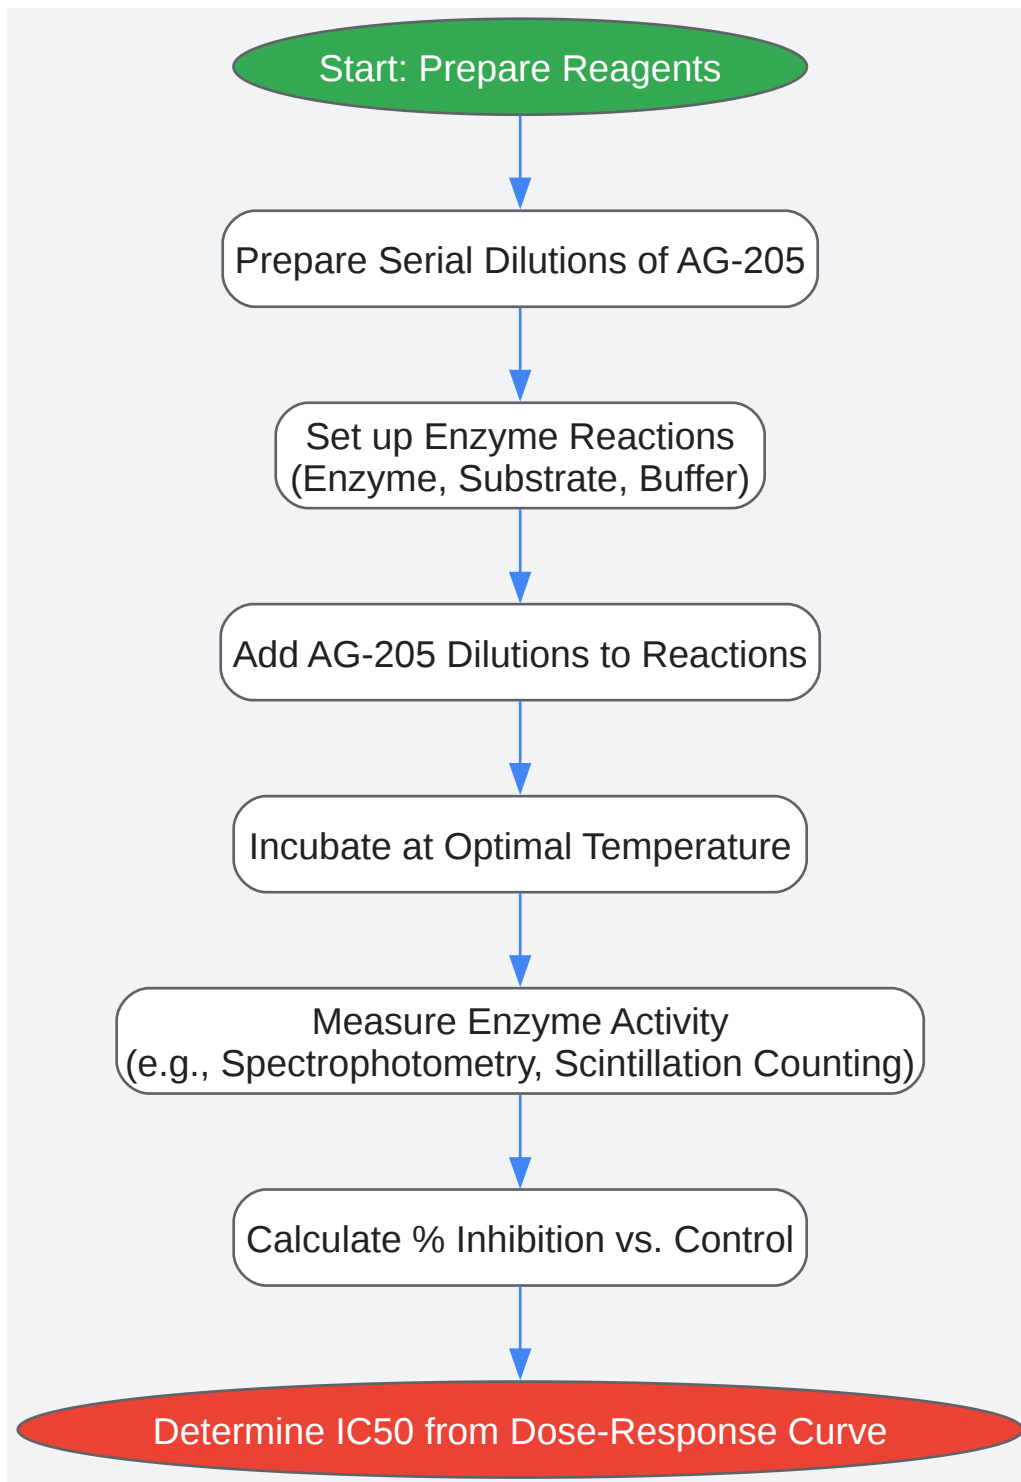 Start: Prepare Reagents
Prepare Serial Dilutions of AG-205
Set up Enzyme Reactions
(Enzyme, Substrate, Buffer)
Add AG-205 Dilutions to Reactions
Incubate at Optimal Temperature
Measure Enzyme Activity
(e.g., Spectrophotometry, Scintillation Counting)
Calculate % Inhibition vs. Control
Determine IC50 from Dose-Response Curve